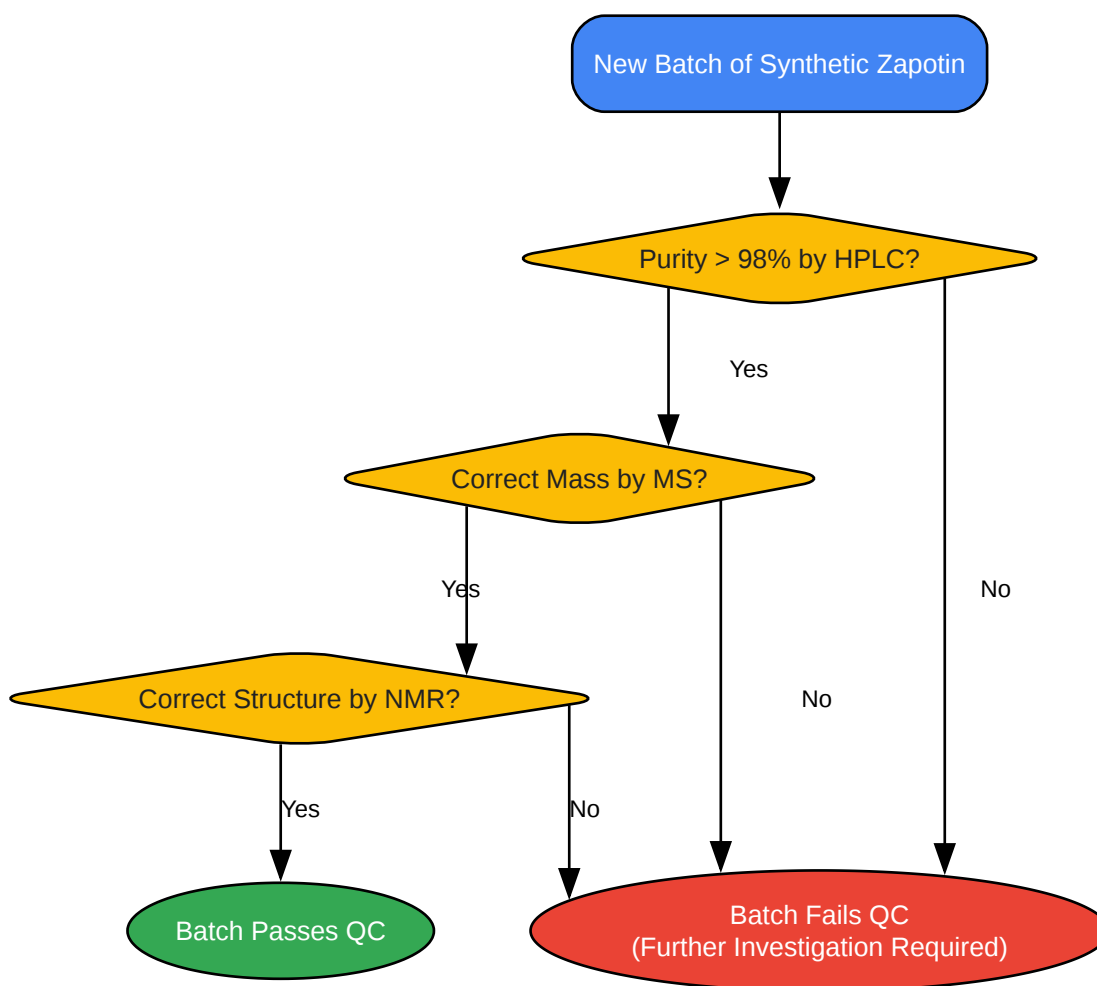 New Batch of Synthetic Zapotin
Purity > 98% by HPLC?
Yes
Correct Mass by MS?
Yes
No
Correct Structure by NMR?
No
Yes
No
Batch Passes QC
Batch Fails QC
(Further Investigation Required)